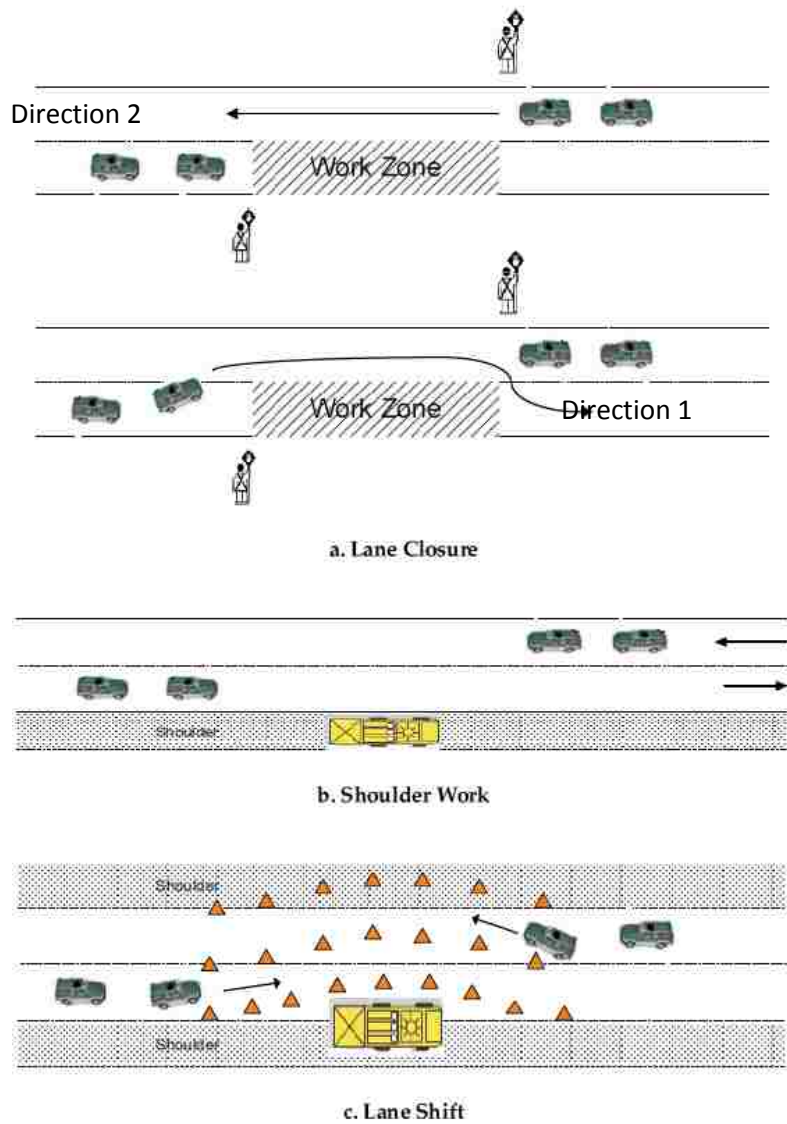 Direction 2
Work Zone
Work Zone
Direction 1
a. Lane Closure
Shoulder
b. Shoulder Work
Shoulder
Shoulder
c. Lane Shift